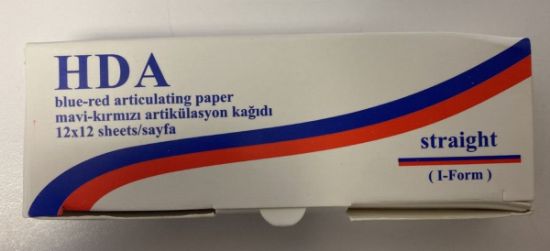 HDA
blue-red articulating paper
mavi-kırmızı artikülasyon kağıdı
12x12 sheets/sayfa
straight
( I-Form )